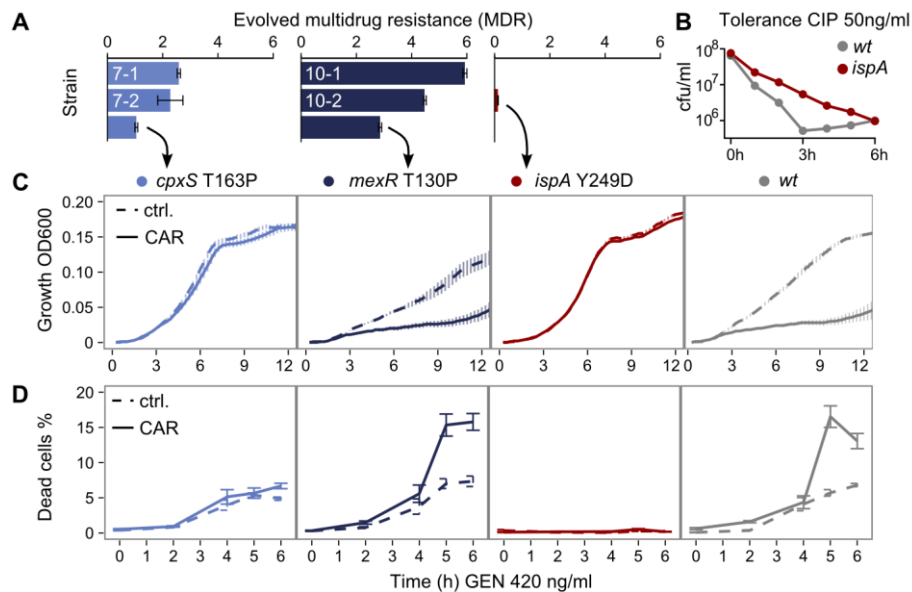 A
Evolved multidrug resistance (MDR)
0 2 4 6
0 2 4 6
0 2 4 6
Strain
7-1
7-2
10-1
10-2
B
Tolerance CIP 50ng/ml
wt
ispA
cfu/ml
10^8
10^7
10^6
0h 3h 6h
C
cpxS T163P
mexR T130P
ispA Y249D
wt
Growth OD600
0.20
0.15
0.10
0.05
0
ctrl.
CAR
0 3 6 9 12
0 3 6 9 12
0 3 6 9 12
0 3 6 9 12
D
Dead cells %
20
15
10
5
0
ctrl.
CAR
0 1 2 3 4 5 6
0 1 2 3 4 5 6
0 1 2 3 4 5 6
0 1 2 3 4 5 6
Time (h) GEN 420 ng/ml